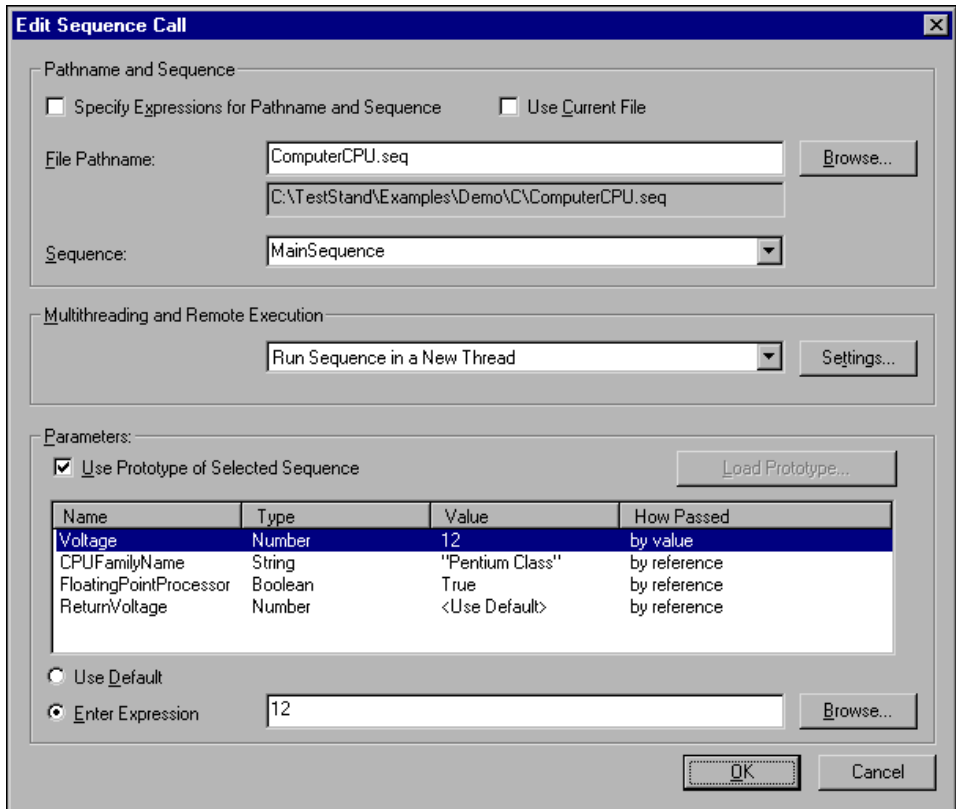 Edit Sequence Call
Pathname and Sequence
Specify Expressions for Pathname and Sequence Use Current File
File Pathname: ComputerCPU.seq Browse...
C:\TestStand\Examples\Demo\C\ComputerCPU.seq
Sequence: MainSequence
Multithreading and Remote Execution
Run Sequence in a New Thread Settings...
Parameters:
Use Prototype of Selected Sequence Load Prototype...
Name Type Value How Passed
Voltage Number 12 by value
CPUFamilyName String "Pentium Class" by reference
FloatingPointProcessor Boolean True by reference
ReturnVoltage Number <Use Default> by reference
Use Default
Enter Expression 12 Browse...
OK Cancel